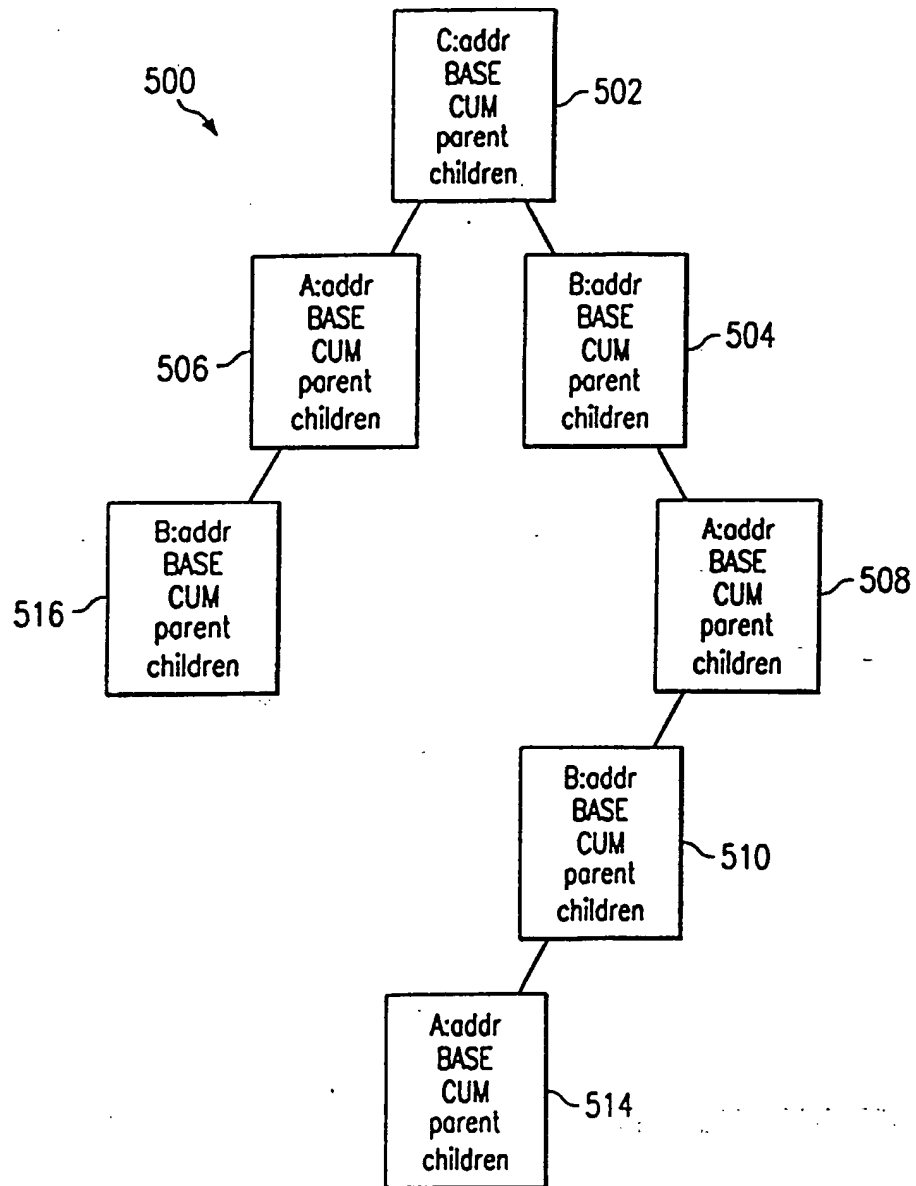 500
C:addr
BASE
CUM
parent
children
502
A:addr
BASE
CUM
parent
children
506
B:addr
BASE
CUM
parent
children
504
B:addr
BASE
CUM
parent
children
516
A:addr
BASE
CUM
parent
children
508
B:addr
BASE
CUM
parent
children
510
A:addr
BASE
CUM
parent
children
514